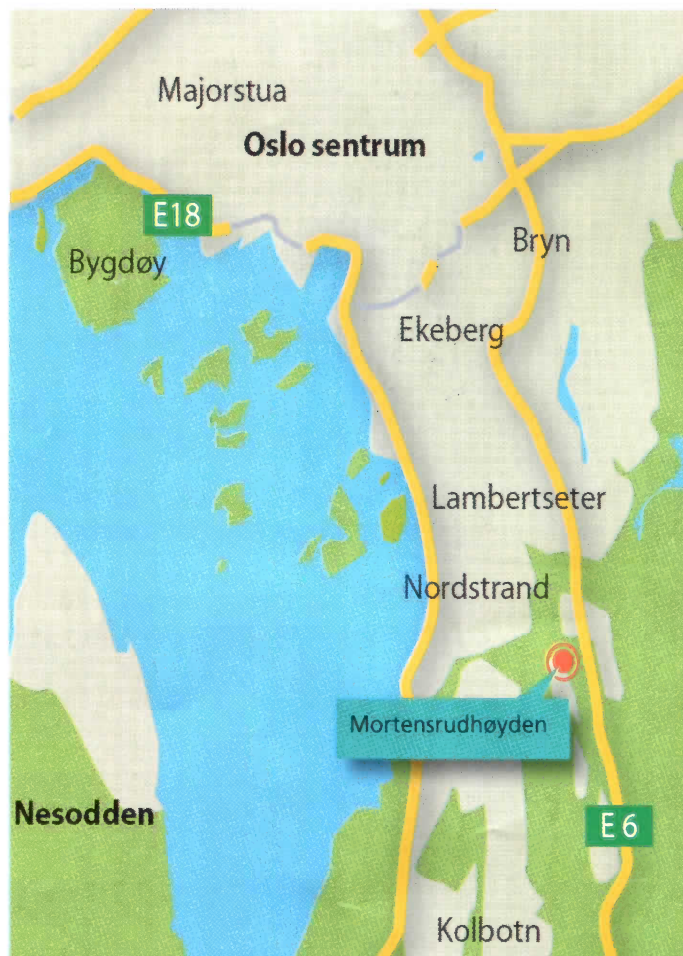 Majorstua
Oslo sentrum
E18
Bryn
Bygdøy
Ekeberg
Lambertseter
Nordstrand
Mortensrudhøyden
Nesodden
E 6
Kolbotn